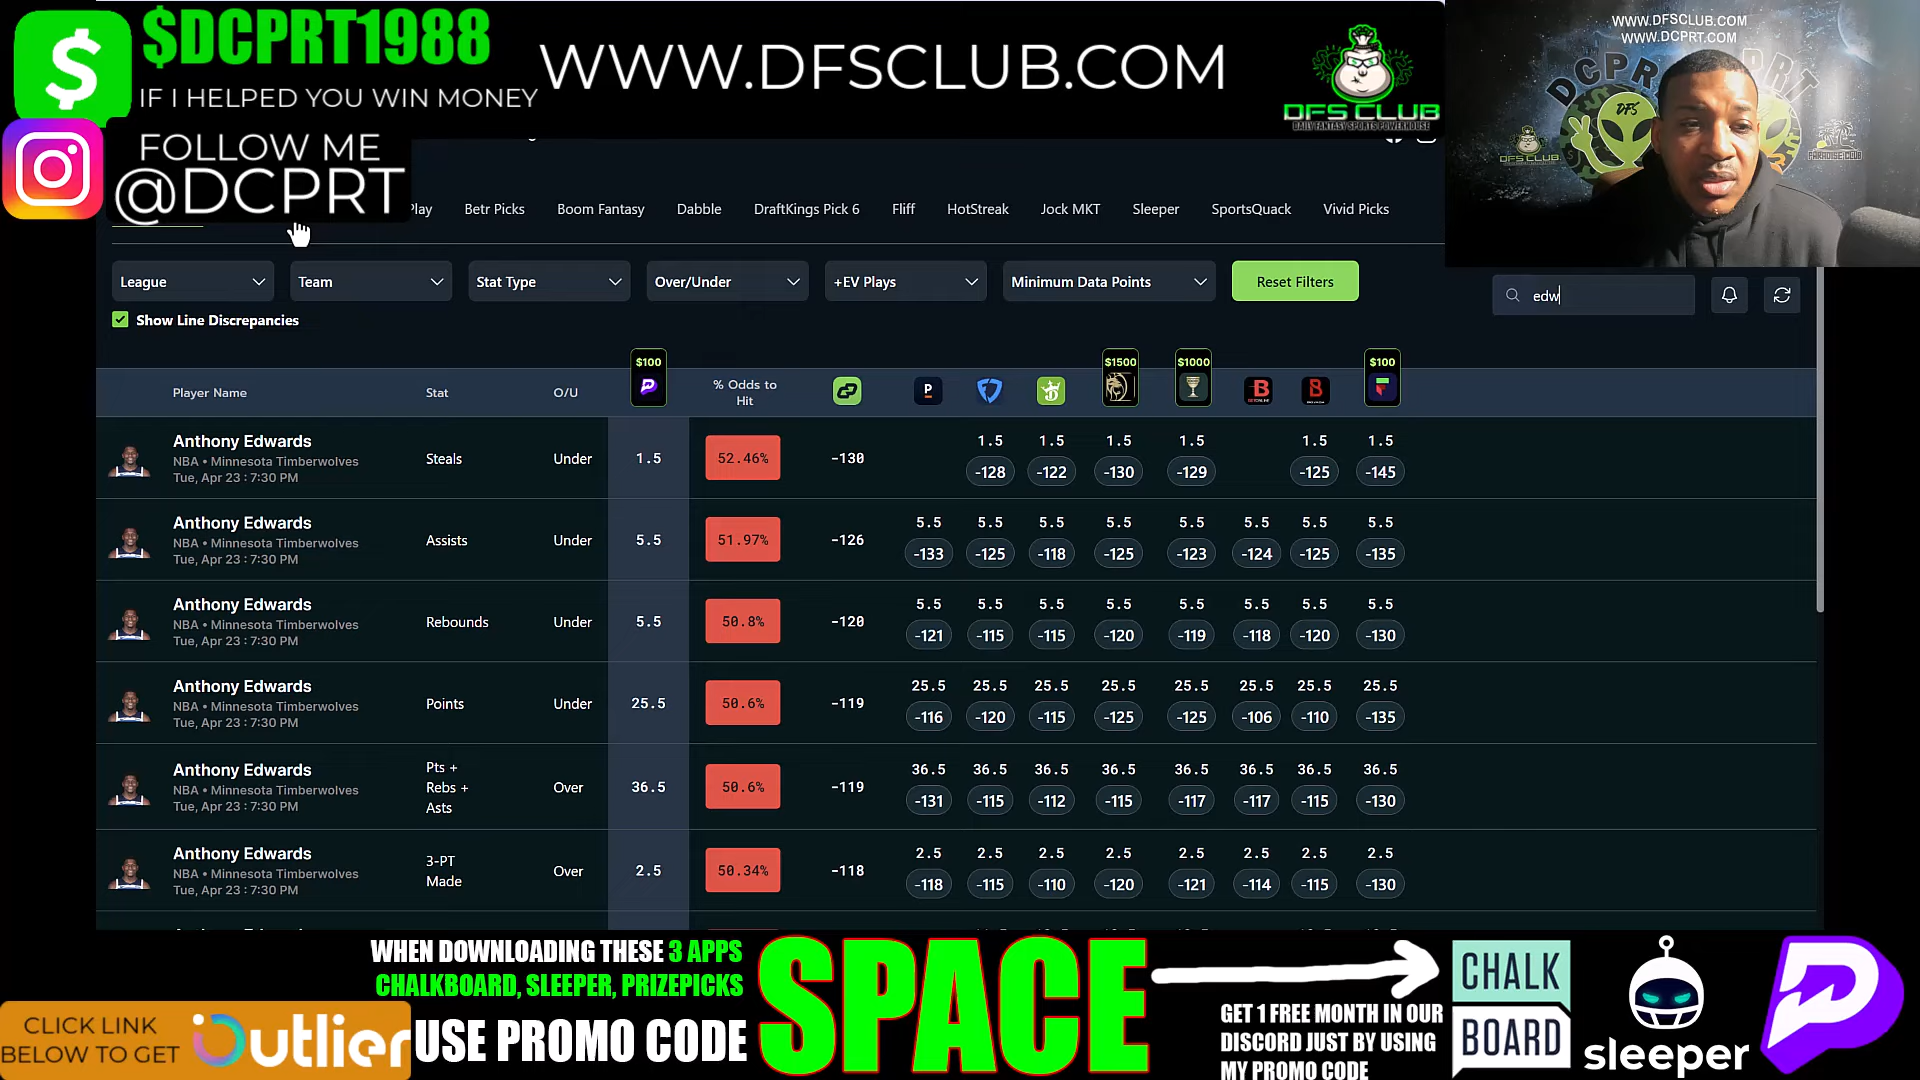 $DCPRT1988
IF I HELPED YOU WIN MONEY
WWW.DFSCLUB.COM
DFS CLUB
DAILY FANTASY SPORTS POWERHOUSE
WWW.DFSCLUB.COM
WWW.DCPRT.COM
DCPR
PRT
DFS
DFS CLUB
PARADISE CLUB
FOLLOW ME
@DCPRT
Play Betr Picks Boom Fantasy Dabble DraftKings Pick 6 Fliff HotStreak Jock MKT Sleeper SportsQuack Vivid Picks
League Team Stat Type Over/Under +EV Plays Minimum Data Points Reset Filters edw
Show Line Discrepancies
$100 $1500 $1000 $100
Player Name Stat O/U % Odds to Hit
Anthony Edwards
NBA • Minnesota Timberwolves
Tue, Apr 23 : 7:30 PM
Steals Under 1.5 52.46% -130
1.5 1.5 1.5 1.5 1.5 1.5
-128 -122 -130 -129 -125 -145
Anthony Edwards
NBA • Minnesota Timberwolves
Tue, Apr 23 : 7:30 PM
Assists Under 5.5 51.97% -126
5.5 5.5 5.5 5.5 5.5 5.5 5.5 5.5
-133 -125 -118 -125 -123 -124 -125 -135
Anthony Edwards
NBA • Minnesota Timberwolves
Tue, Apr 23 : 7:30 PM
Rebounds Under 5.5 50.8% -120
5.5 5.5 5.5 5.5 5.5 5.5 5.5 5.5
-121 -115 -115 -120 -119 -118 -120 -130
Anthony Edwards
NBA • Minnesota Timberwolves
Tue, Apr 23 : 7:30 PM
Points Under 25.5 50.6% -119
25.5 25.5 25.5 25.5 25.5 25.5 25.5 25.5
-116 -120 -115 -125 -125 -106 -110 -135
Anthony Edwards
NBA • Minnesota Timberwolves
Tue, Apr 23 : 7:30 PM
Pts +
Rebs +
Asts
Over 36.5 50.6% -119
36.5 36.5 36.5 36.5 36.5 36.5 36.5 36.5
-131 -115 -112 -115 -117 -117 -115 -130
Anthony Edwards
NBA • Minnesota Timberwolves
Tue, Apr 23 : 7:30 PM
3-PT
Made
Over 2.5 50.34% -118
2.5 2.5 2.5 2.5 2.5 2.5 2.5 2.5
-118 -115 -110 -120 -121 -114 -115 -130
WHEN DOWNLOADING THESE 3 APPS
CHALKBOARD, SLEEPER, PRIZEPICKS
USE PROMO CODE
SPACE
CLICK LINK
BELOW TO GET
Outlier
GET 1 FREE MONTH IN OUR
DISCORD JUST BY USING
MY PROMO CODE
CHALK
BOARD
sleeper